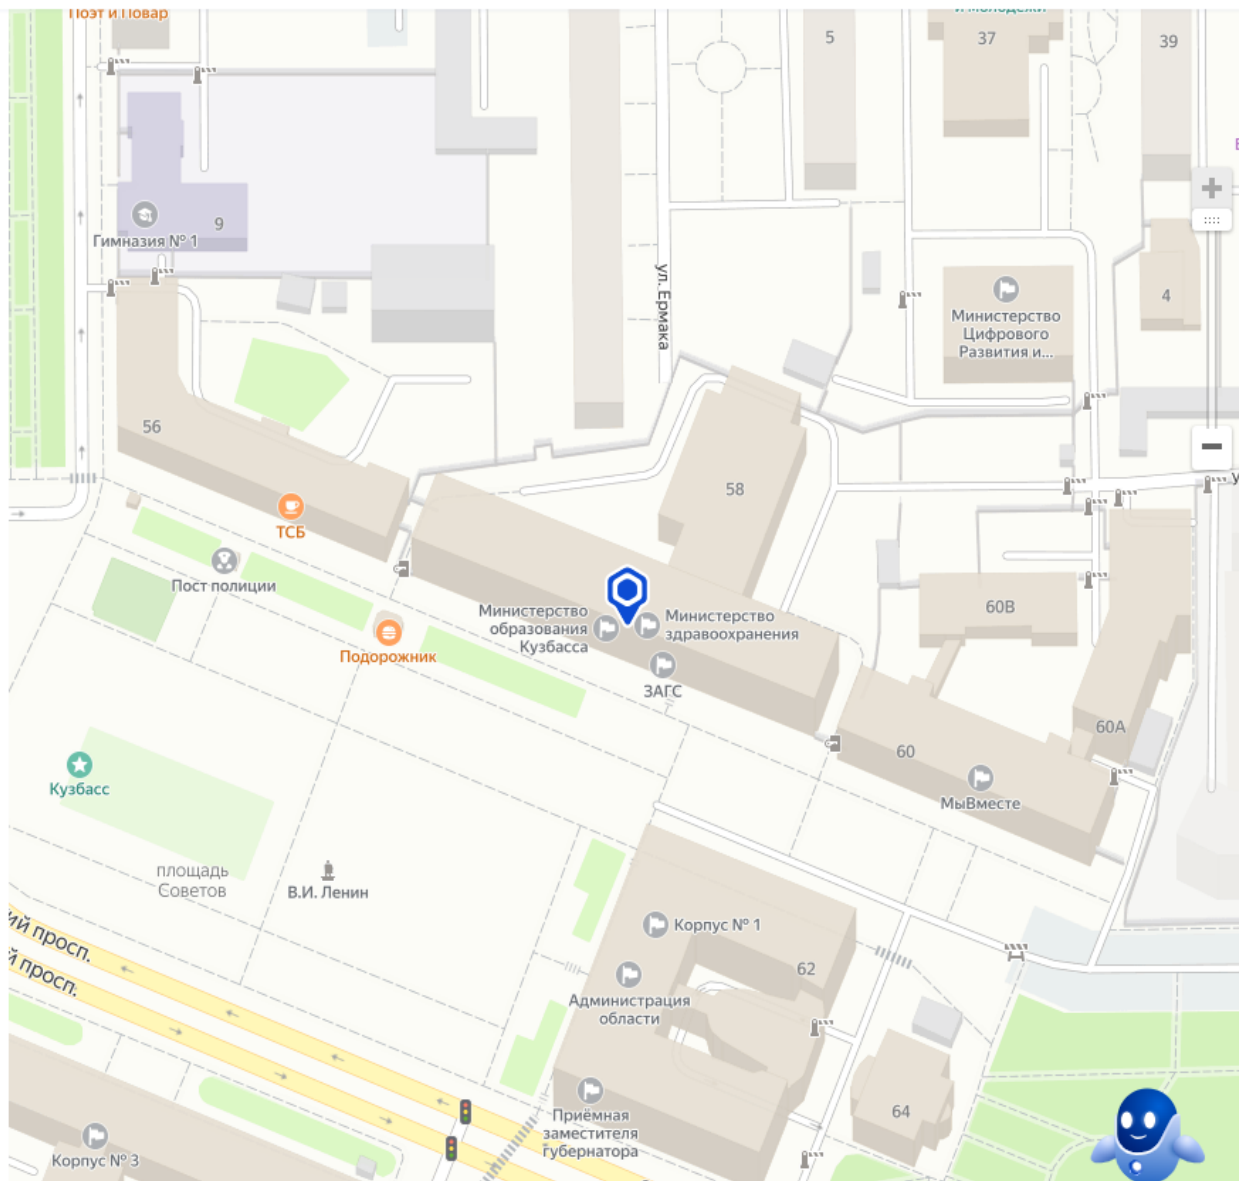 Поэт и Повар
и молодёжи
5
37
39
9
Гимназия № 1
ул. Ермака
Министерство
Цифрового
Развития и...
4
56
58
ТСБ
Пост полиции
Подорожник
Министерство
образования
Кузбасса
Министерство
здравоохранения
ЗАГС
60В
60А
60
МыВместе
Кузбасс
площадь
Советов
В.И. Ленин
Корпус № 1
62
Администрация
области
ий просп.
й просп.
Приёмная
заместителя
губернатора
64
Корпус № 3